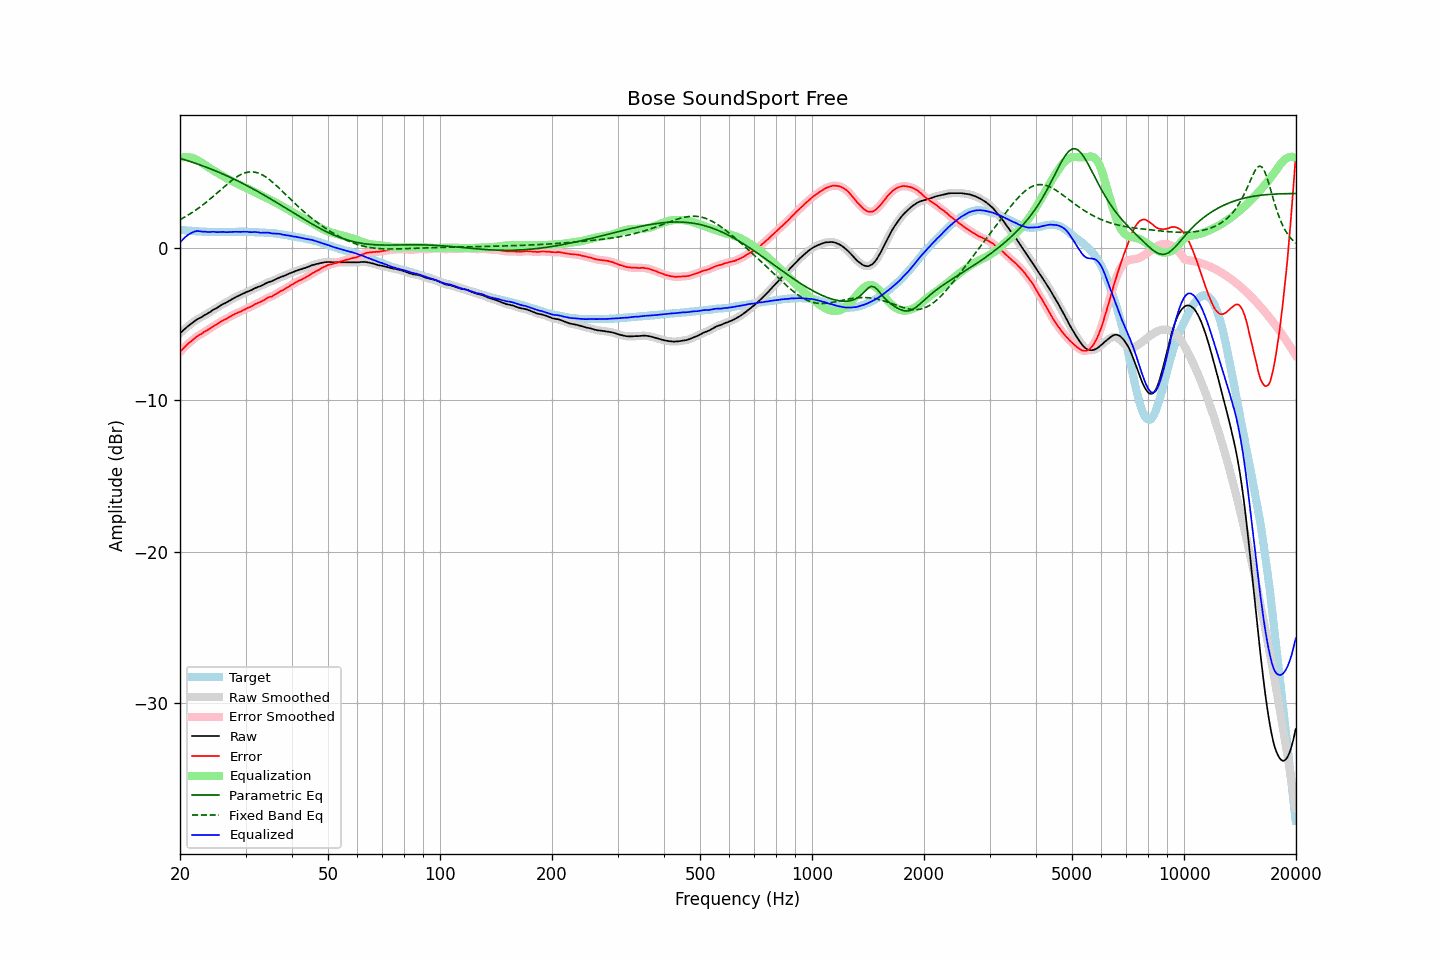 Bose SoundSport Free
Amplitude (dBr)
0
−10
−20
−30
Target
Raw Smoothed
Error Smoothed
Raw
Error
Equalization
Parametric Eq
Fixed Band Eq
Equalized
20 50 100 200 500 1000 2000 5000 10000 20000
Frequency (Hz)